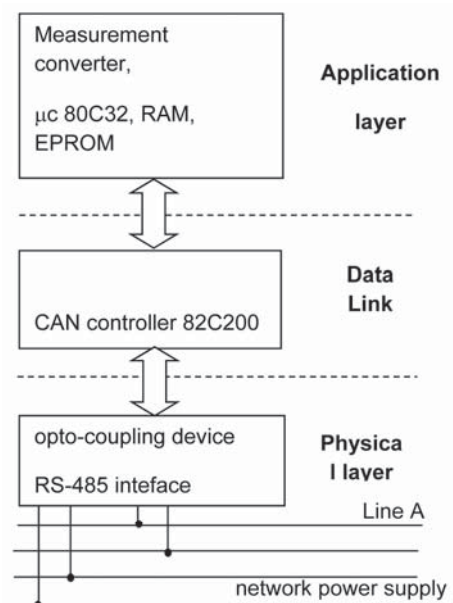 Measurement
converter,
μc 80C32, RAM,
EPROM
Application
layer
CAN controller 82C200
Data
Link
opto-coupling device
RS-485 inteface
Physica
l layer
Line A
network power supply